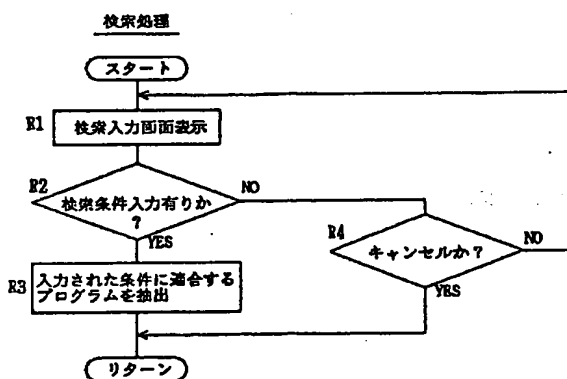 検索処理
スタート
R1
検索入力画面表示
R2
検索条件入力有りか
?
NO
YES
R4
キャンセルか?
NO
YES
R3
入力された条件に適合する
プログラムを抽出
リターン